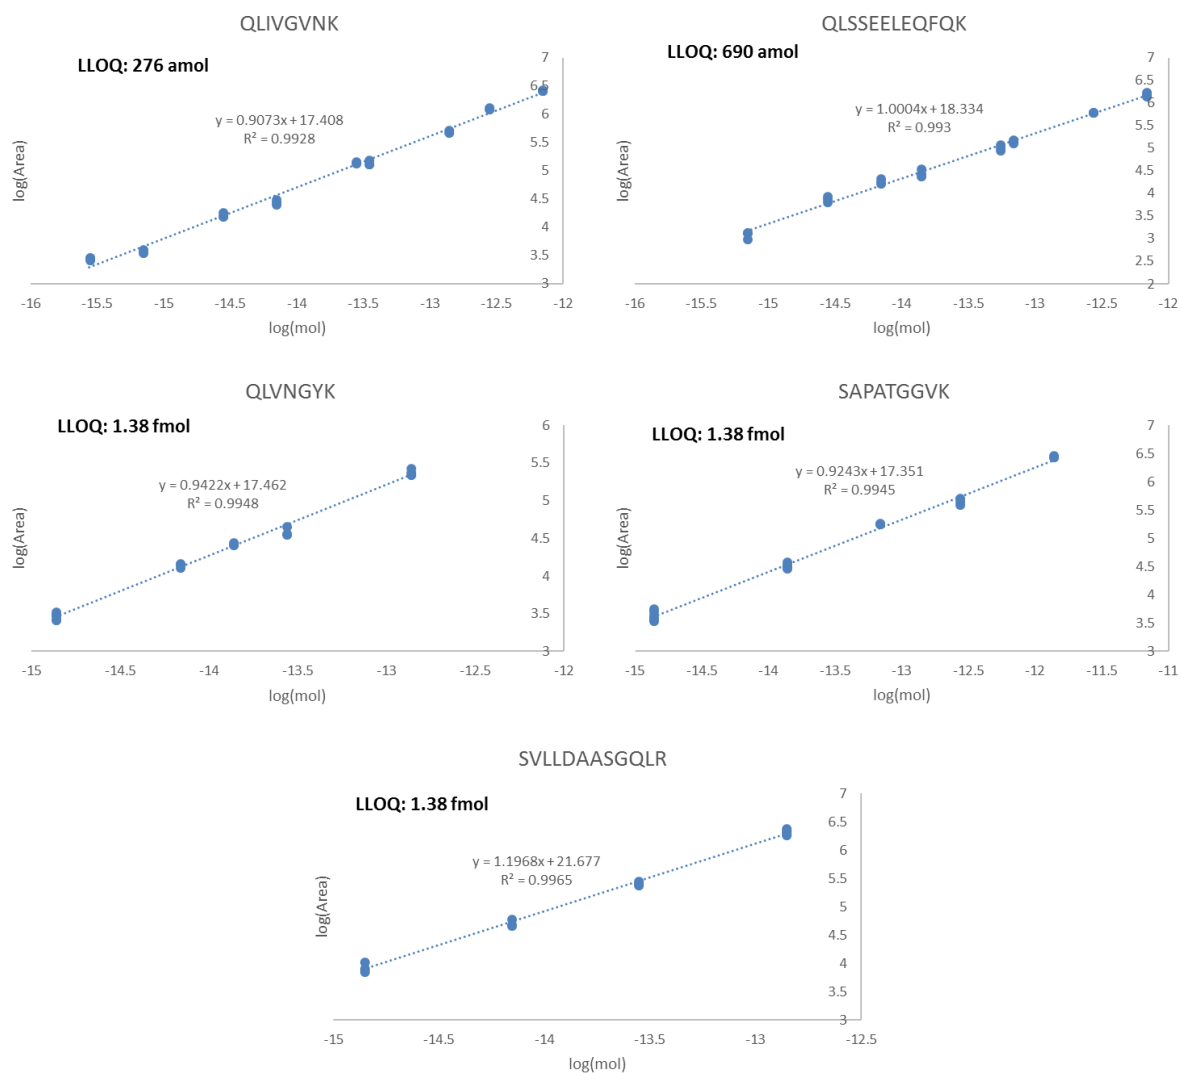 QLIVGVNK
LLOQ: 276 amol
y = 0.9073x + 17.408
R² = 0.9928
log(Area)
7
6.5
6
5.5
5
4.5
4
3.5
3
-16 -15.5 -15 -14.5 -14 -13.5 -13 -12.5 -12
log(mol)
QLSSEELEQFQK
LLOQ: 690 amol
y = 1.0004x + 18.334
R² = 0.993
log(Area)
7
6.5
6
5.5
5
4.5
4
3.5
3
2.5
2
-16 -15.5 -15 -14.5 -14 -13.5 -13 -12.5 -12
log(mol)
QLVNGYK
LLOQ: 1.38 fmol
y = 0.9422x + 17.462
R² = 0.9948
log(Area)
6
5.5
5
4.5
4
3.5
3
-15 -14.5 -14 -13.5 -13 -12.5 -12
log(mol)
SAPATGGVK
LLOQ: 1.38 fmol
y = 0.9243x + 17.351
R² = 0.9945
log(Area)
7
6.5
6
5.5
5
4.5
4
3.5
3
-15 -14.5 -14 -13.5 -13 -12.5 -12 -11.5 -11
log(mol)
SVLLDAASGQLR
LLOQ: 1.38 fmol
y = 1.1968x + 21.677
R² = 0.9965
log(Area)
7
6.5
6
5.5
5
4.5
4
3.5
3
-15 -14.5 -14 -13.5 -13 -12.5
log(mol)